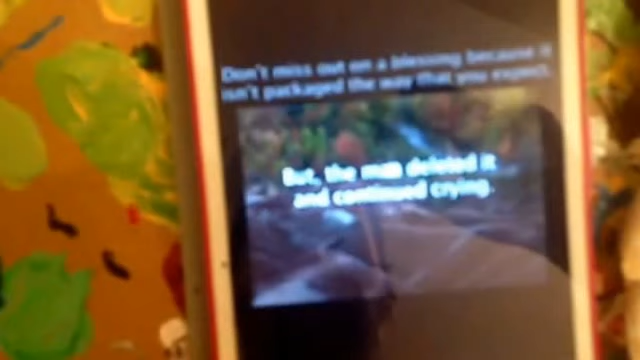 Don't miss out on a blessing because it
isn't packaged the way that you expect.
But, the man deleted it
and continued crying.